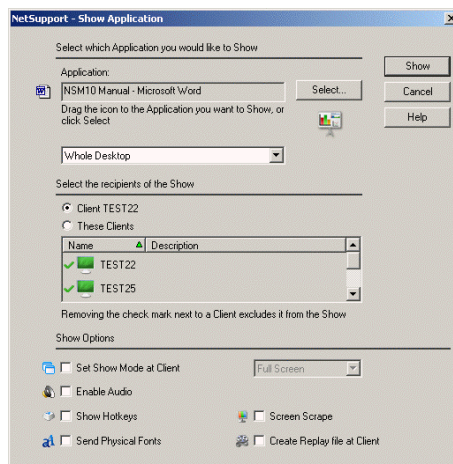 NetSupport - Show Application
Select which Application you would like to Show
Show
Application:
NSM10 Manual - Microsoft Word
Select...
Cancel
Drag the icon to the Application you want to Show, or
click Select
Help
Whole Desktop
Select the recipients of the Show
Client TEST22
These Clients
Name Description
TEST22
TEST25
Removing the check mark next to a Client excludes it from the Show
Show Options
Set Show Mode at Client
Full Screen
Enable Audio
Show Hotkeys
Screen Scrape
Send Physical Fonts
Create Replay file at Client